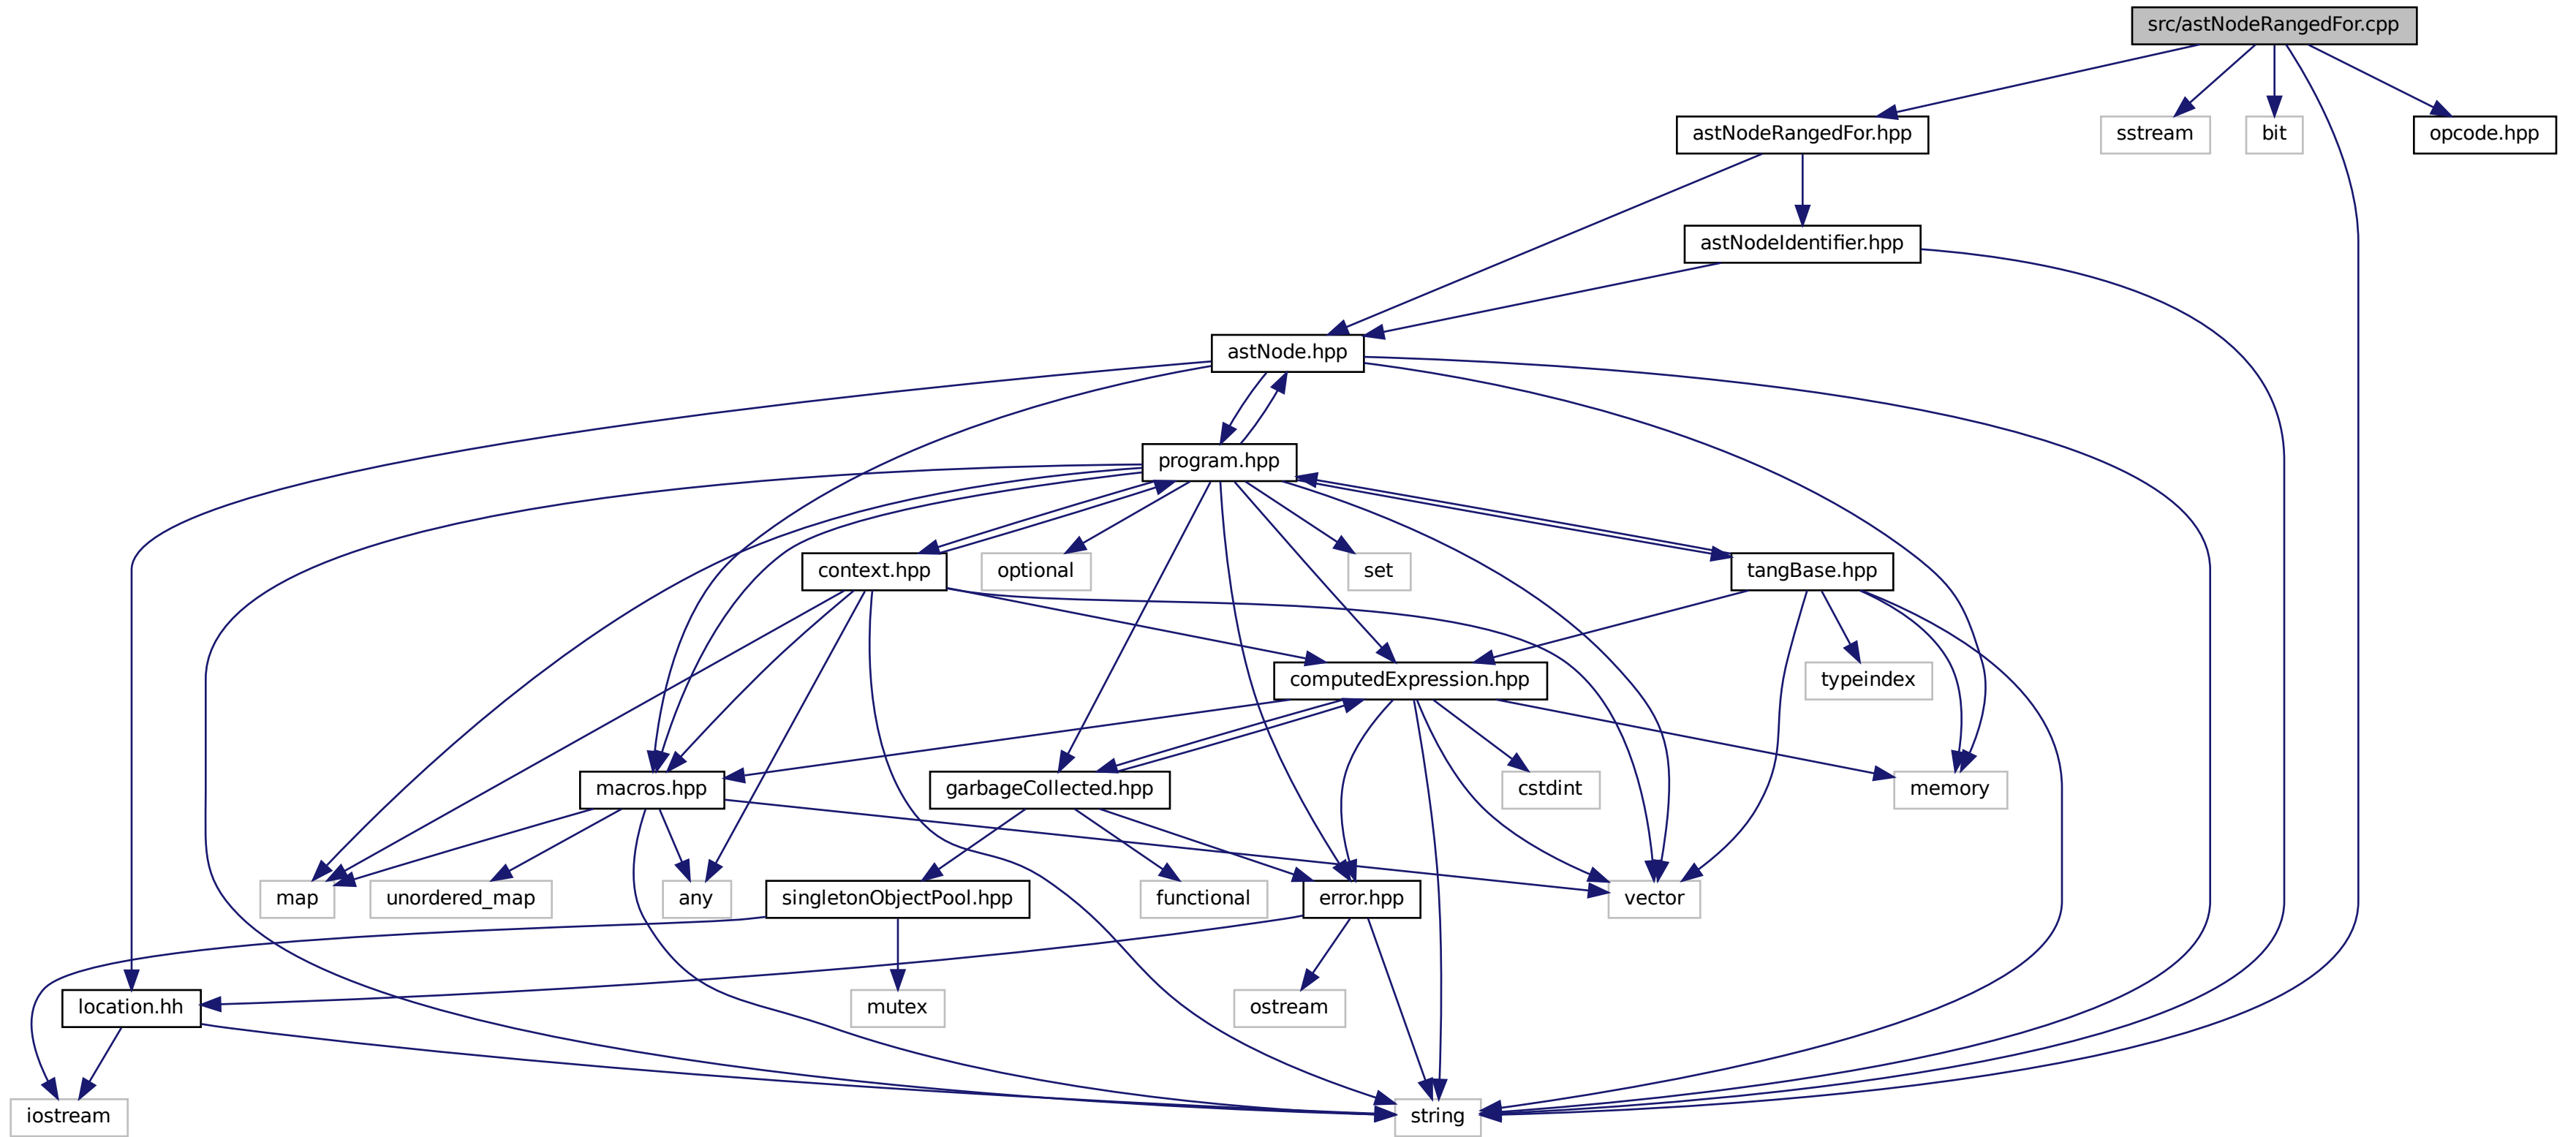 src/astNodeRangedFor.cpp
astNodeRangedFor.hpp
sstream
bit
opcode.hpp
astNodeIdentifier.hpp
astNode.hpp
program.hpp
context.hpp
optional
set
tangBase.hpp
computedExpression.hpp
typeindex
macros.hpp
garbageCollected.hpp
cstdint
memory
map
unordered_map
any
singletonObjectPool.hpp
functional
error.hpp
vector
location.hh
mutex
ostream
iostream
string